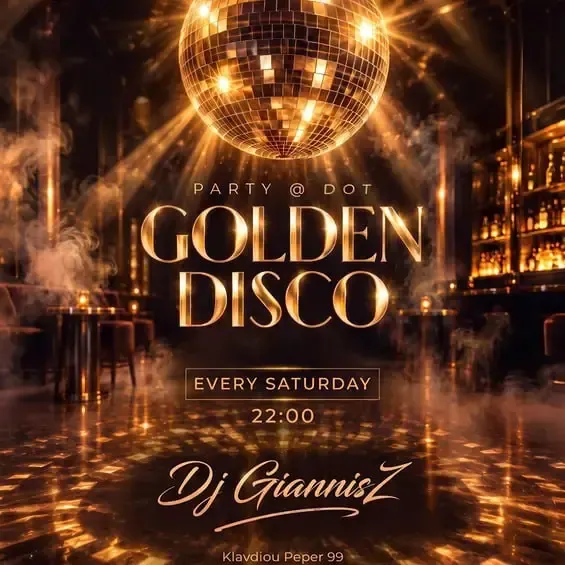 PARTY @ DOT
GOLDEN
DISCO
EVERY SATURDAY
22:00
Dj GiannisZ
Klavdiou Peper 99